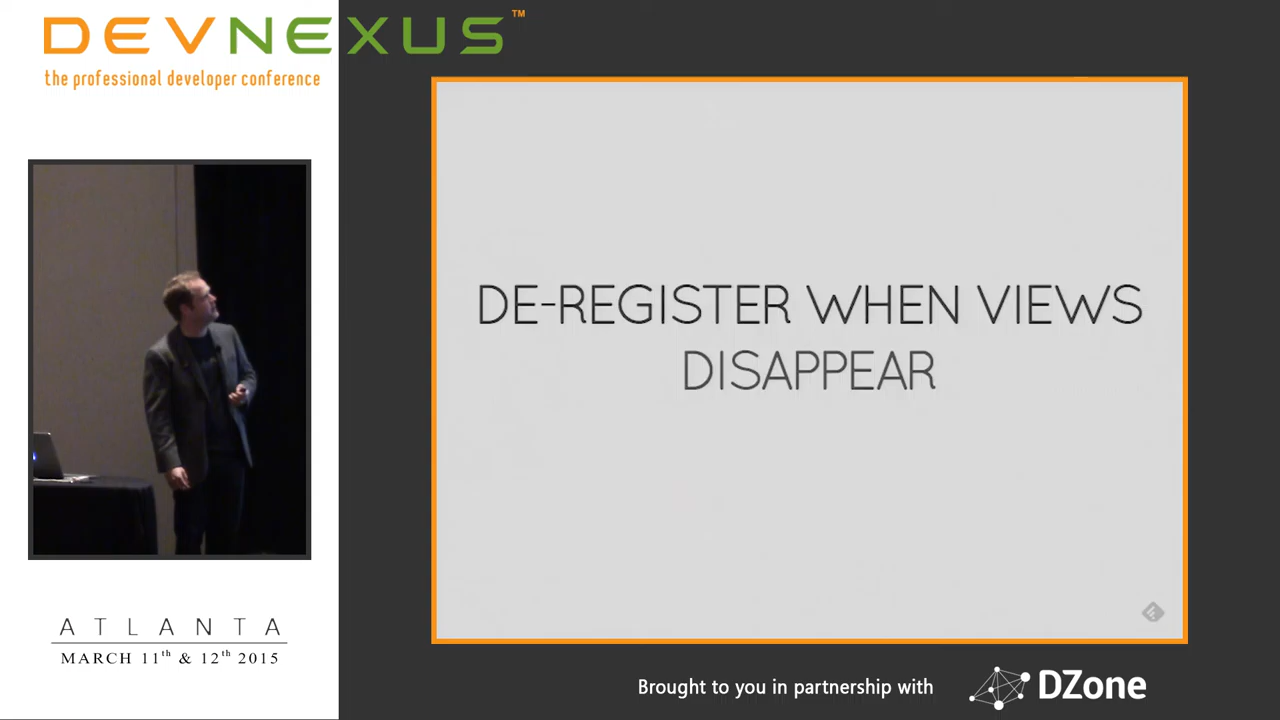 DEVNEXUS™
the professional developer conference
DE-REGISTER WHEN VIEWS
DISAPPEAR
ATLANTA
MARCH 11th & 12th 2015
Brought to you in partnership with DZone